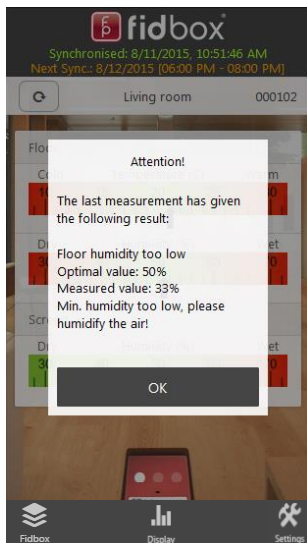 fidbox
Synchronised: 8/11/2015, 10:51:46 AM
Next Sync.: 8/12/2015 [06:00 PM - 08:00 PM]
Living room 000102
Attention!
The last measurement has given
the following result:
Floor humidity too low
Optimal value: 50%
Measured value: 33%
Min. humidity too low, please
humidify the air!
OK
Fidbox Display Settings